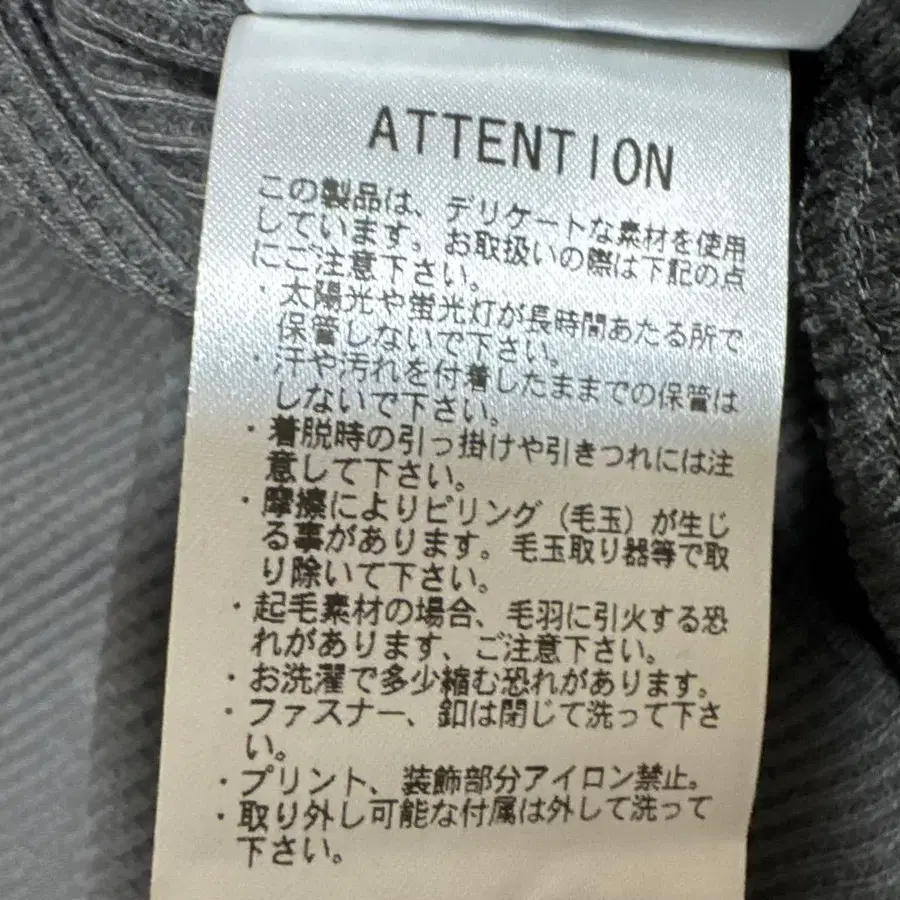 ATTENTION
この製品は、デリケートな素材を使用
しています。お取扱いの際は下記の点
にご注意下さい。
・太陽光や蛍光灯が長時間あたる所で
保管しないで下さい。
・汗や汚れを付着したままでの保管は
しないで下さい。
・着脱時の引っ掛けや引きつれには注
意して下さい。
・摩擦によりピリング(毛玉)が生じ
る事があります。毛玉取り器等で取
り除いて下さい。
・起毛素材の場合、毛羽に引火する恐
れがあります、ご注意下さい。
・お洗濯で多少縮む恐れがあります。
・ファスナー、釦は閉じて洗って下さ
い。
・プリント、装飾部分アイロン禁止。
・取り外し可能な付属は外して洗って
下さい。